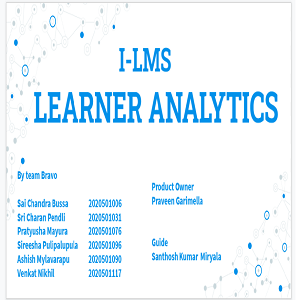 I-LMS
LEARNER ANALYTICS
By team Bravo
Sai Chandra Bussa 2020501006
Sri Charan Pendli 2020501031
Pratyusha Mayura 2020501076
Sireesha Pulipalupula 2020501096
Ashish Mylavarapu 2020501090
Venkat Nikhil 2020501117
Product Owner
Praveen Garimella
Guide
Santhosh Kumar Miryala